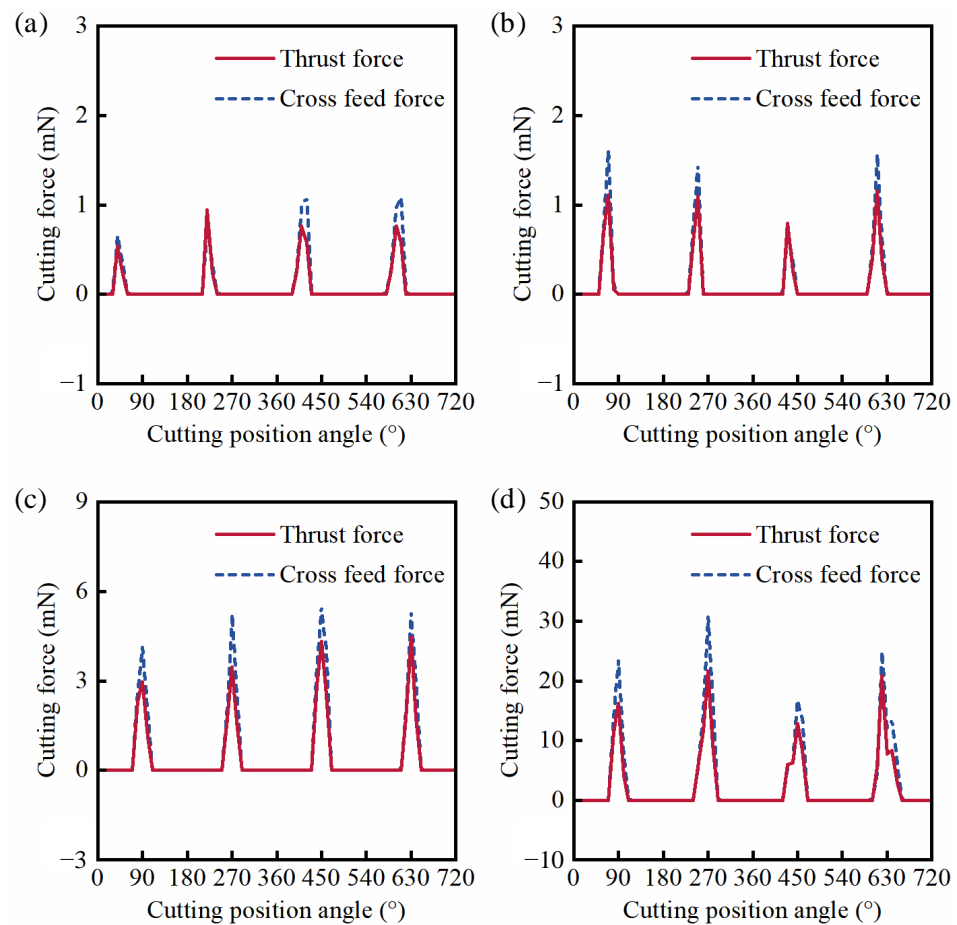 (a)
3
2
1
0
−1
Cutting force (mN)
Thrust force
Cross feed force
0 90 180 270 360 450 540 630 720
Cutting position angle (°)
(b)
3
2
1
0
−1
Cutting force (mN)
Thrust force
Cross feed force
0 90 180 270 360 450 540 630 720
Cutting position angle (°)
(c)
9
6
3
0
−3
Cutting force (mN)
Thrust force
Cross feed force
0 90 180 270 360 450 540 630 720
Cutting position angle (°)
(d)
50
40
30
20
10
0
−10
Cutting force (mN)
Thrust force
Cross feed force
0 90 180 270 360 450 540 630 720
Cutting position angle (°)